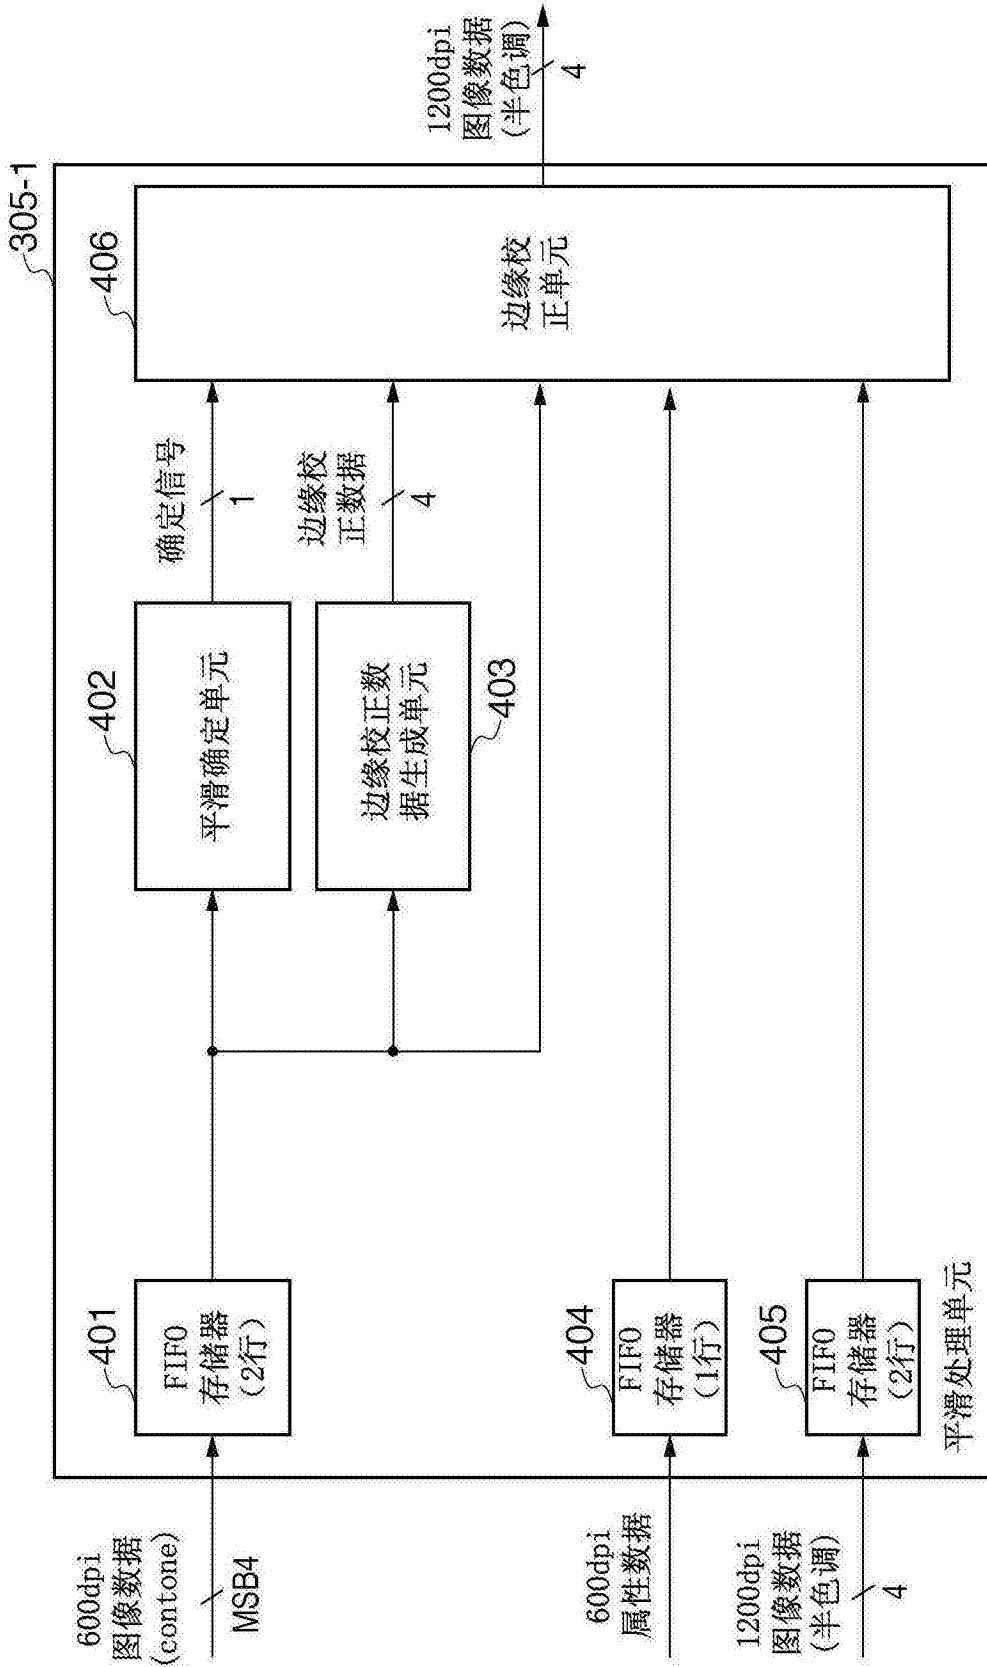 305-1
600dpi
图像数据
(contone)
MSB4
401
FIFO
存储器
(2行)
402
平滑确定单元
确定信号
1
403
边缘校正数
据生成单元
边缘校
正数据
4
406
边缘校
正单元
1200dpi
图像数据
(半色调)
4
600dpi
属性数据
404
FIFO
存储器
(1行)
1200dpi
图像数据
(半色调)
4
405
FIFO
存储器
(2行)
平滑处理单元